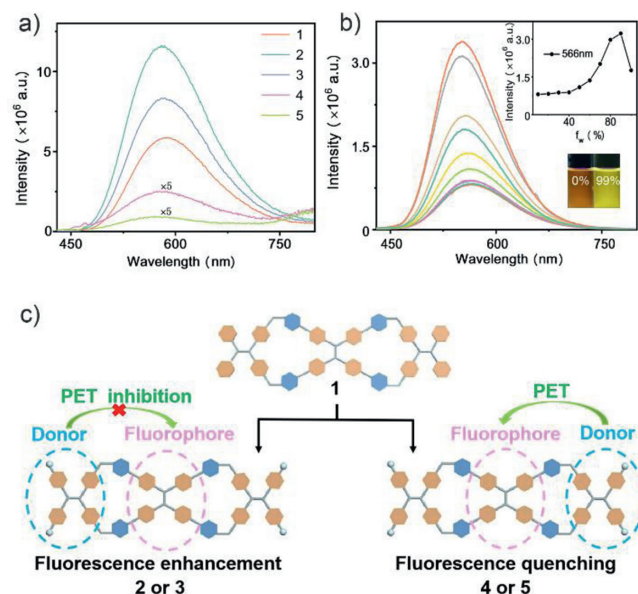 a)
Intensity (×10⁶ a.u.)
10
5
0
1
2
3
4
5
×5
×5
450
600
750
Wavelength (nm)
b)
Intensity (×10⁶ a.u.)
3.0
1.5
0.0
450
600
750
Wavelength (nm)
Intensity (×10⁶ a.u.)
3.0
1.5
0.0
566nm
40
80
f_w (%)
0%
99%
c)
1
PET inhibition
Donor
Fluorophore
Fluorescence enhancement
2 or 3
PET
Fluorophore
Donor
Fluorescence quenching
4 or 5